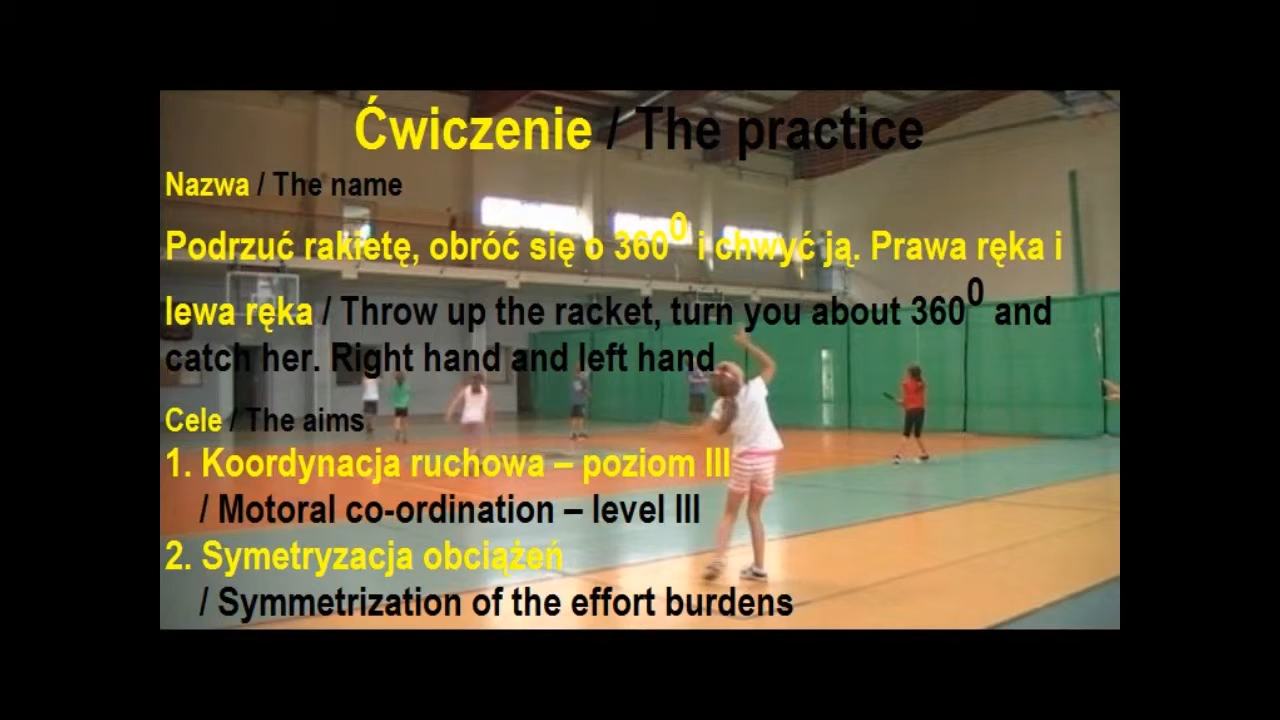 Ćwiczenie / The practice
Nazwa / The name
Podrzuć rakietę, obróć się o 360⁰ i chwyć ją. Prawa ręka i
lewa ręka / Throw up the racket, turn you about 360⁰ and
catch her. Right hand and left hand
Cele / The aims
1. Koordynacja ruchowa – poziom III
/ Motoral co-ordination – level III
2. Symetryzacja obciążeń
/ Symmetrization of the effort burdens